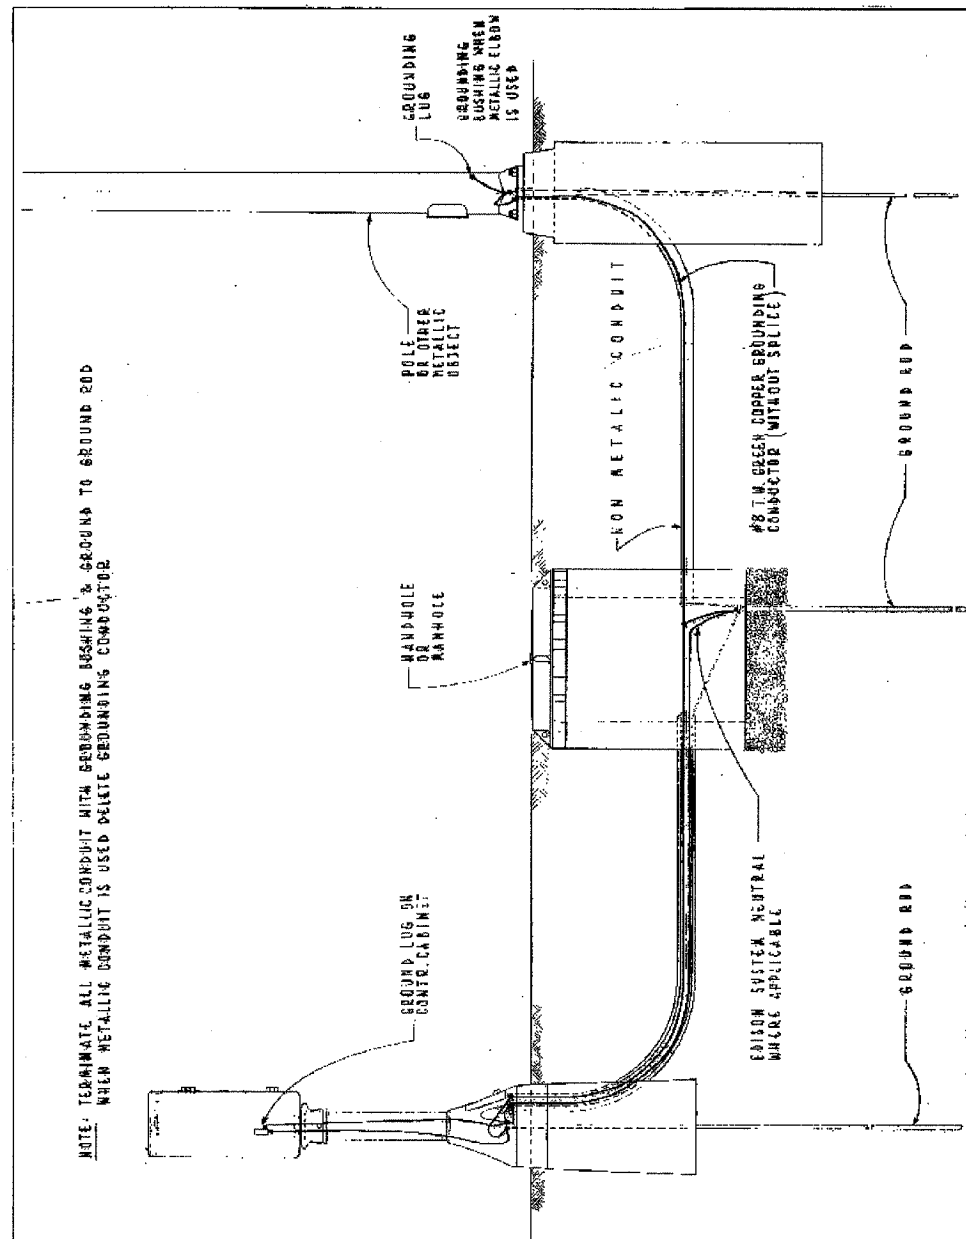 NOTE: TERMINATE ALL METALLIC CONDUIT WITH GROUNDING BUSHING & GROUND TO GROUND ROD
WHEN METALLIC CONDUIT IS USED DELETE GROUNDING CONDUCTOR
GROUND LUG ON
CONTR. CABINET
HANDHOLE
OR
MANHOLE
POLE
OR OTHER
METALLIC
OBJECT
GROUNDING
LUG
GROUNDING
BUSHING WHEN
METALLIC ELBOW
IS USED
NON METALIC CONDUIT
EDISON SYSTEM NEUTRAL
WHERE APPLICABLE
#8 T.W. GREEN COPPER GROUNDING
CONDUCTOR (WITHOUT SPLICE)
GROUND ROD
GROUND ROD